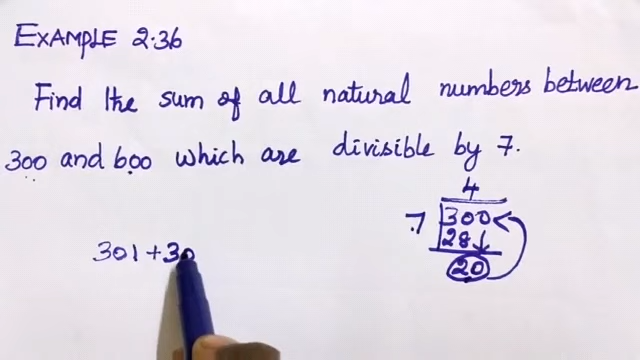 EXAMPLE 2.36
Find the sum of all natural numbers between
300 and 600 which are divisible by 7.
4
7 300
28
20
301 + 30